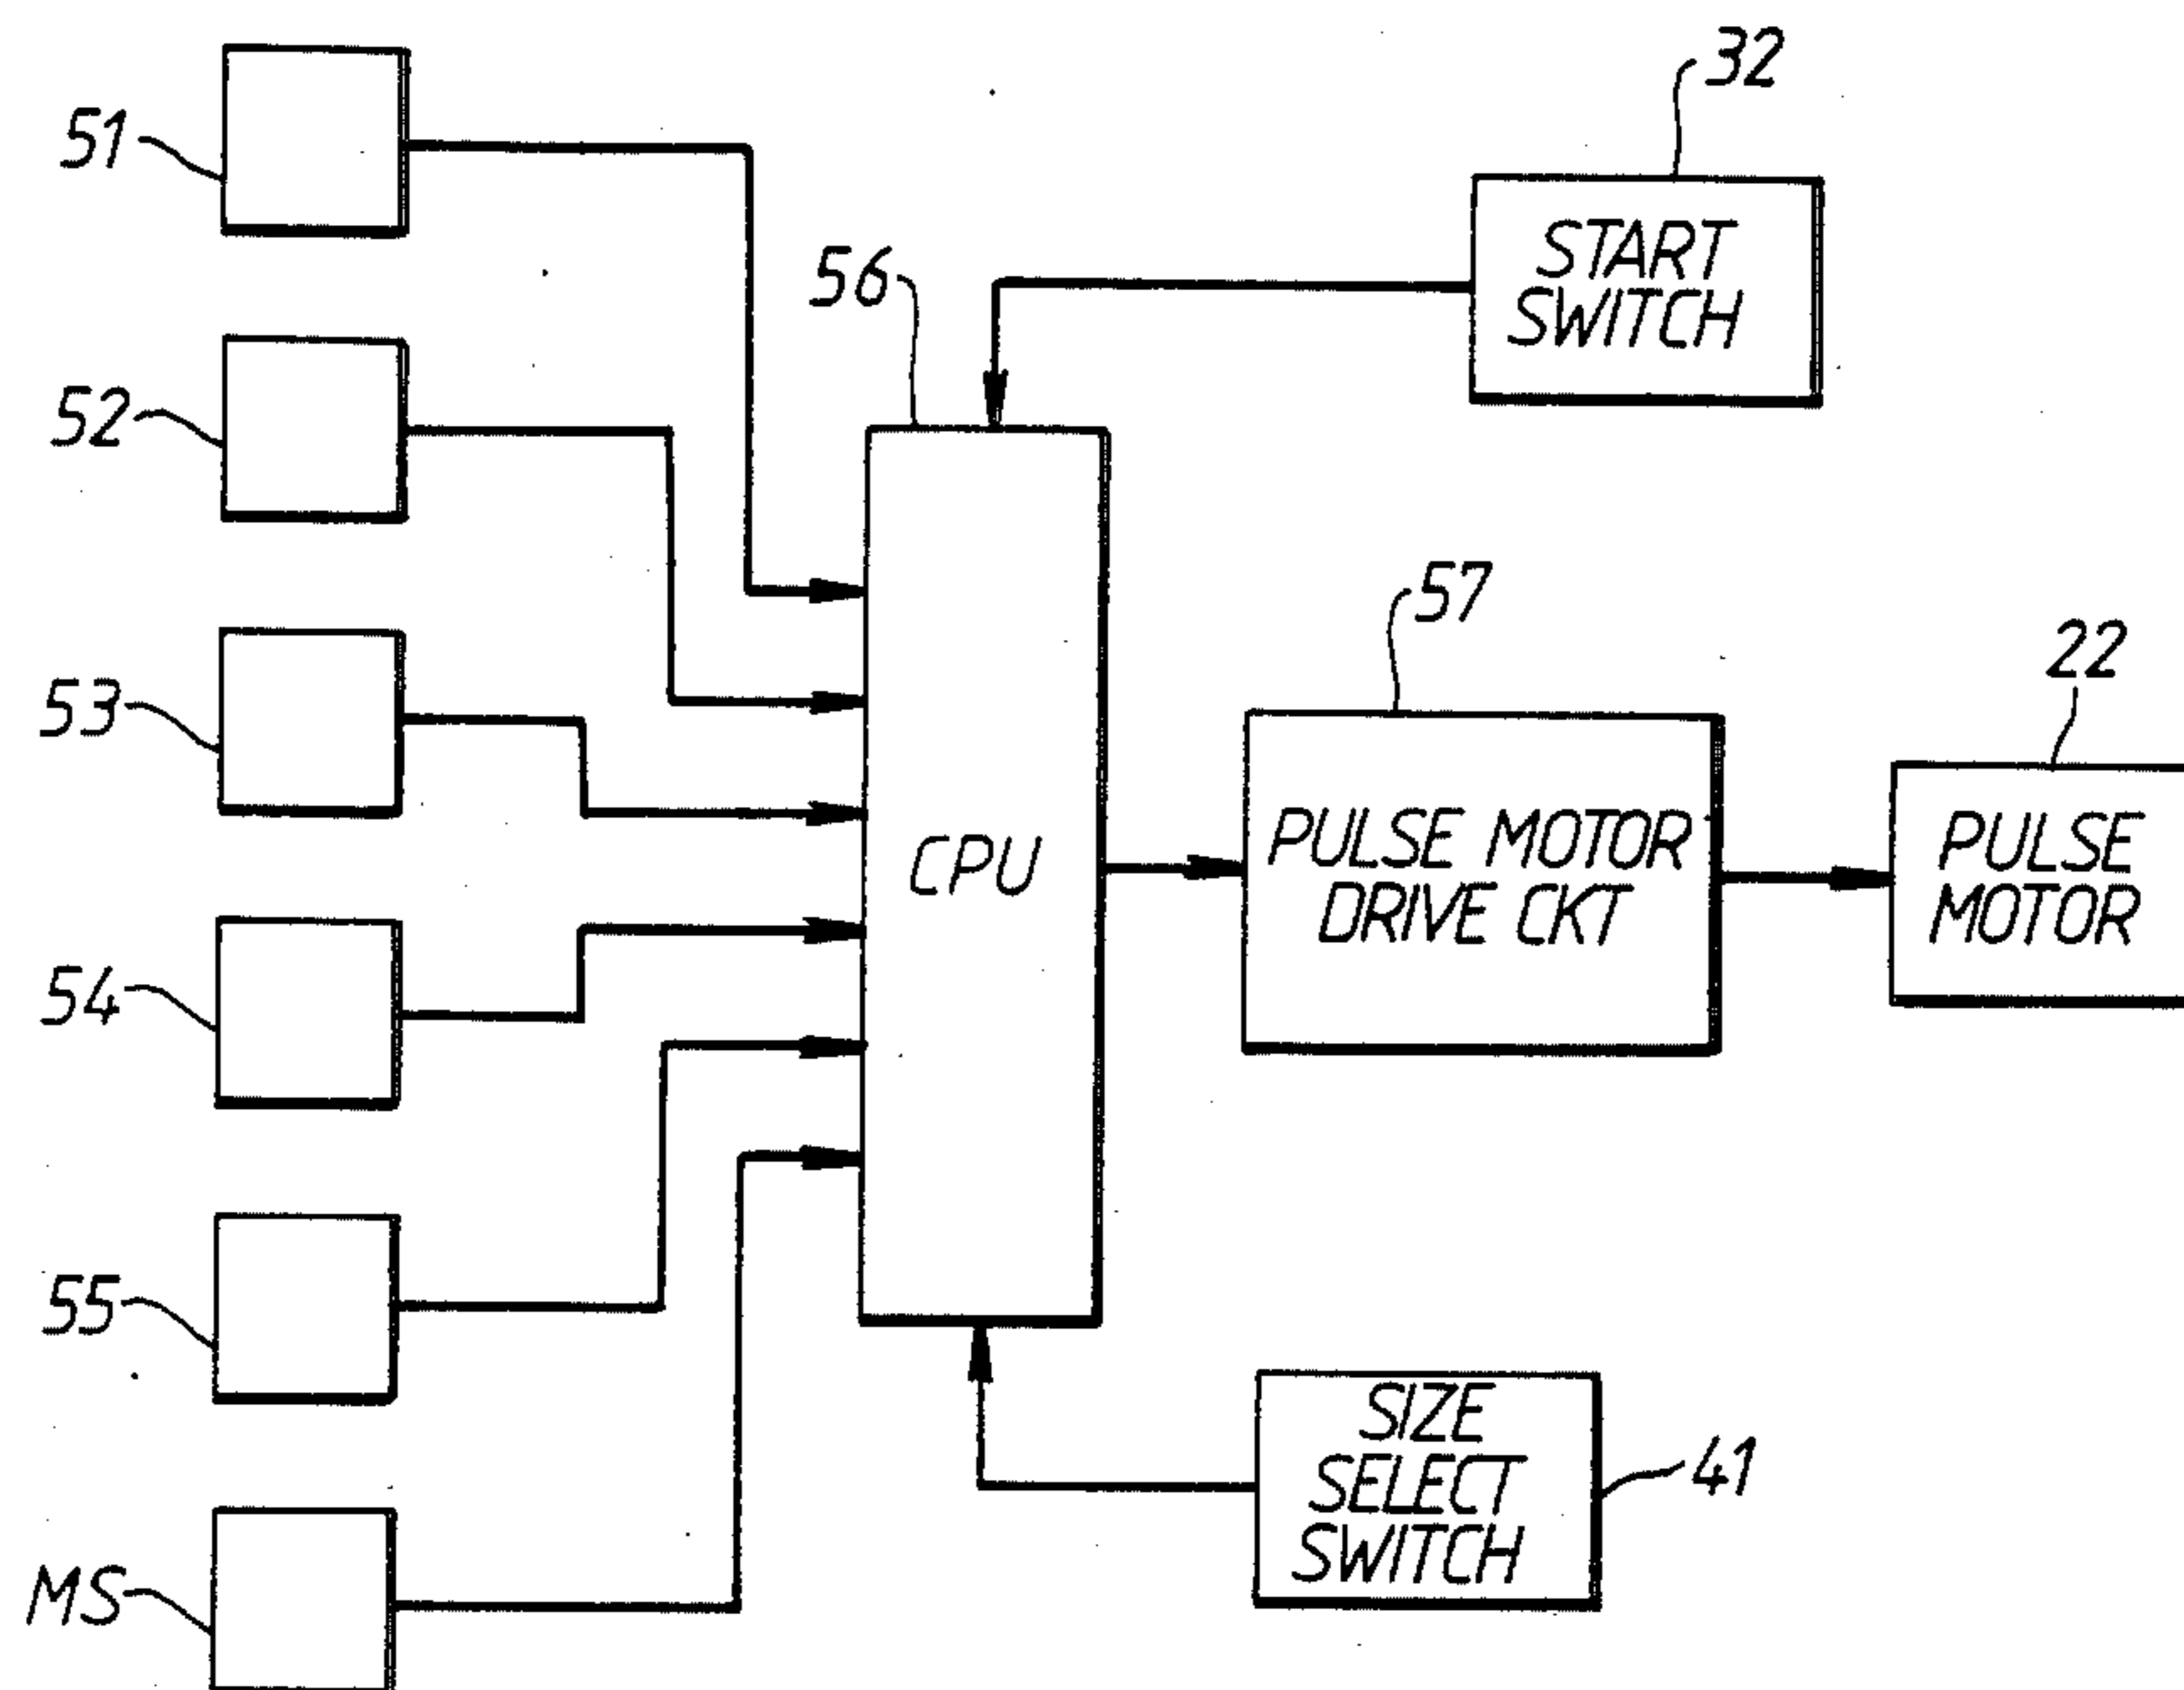 51
32
START
SWITCH
56
52
57
22
53
CPU
PULSE MOTOR
DRIVE CKT
PULSE
MOTOR
54
55
SIZE
SELECT
SWITCH
41
MS